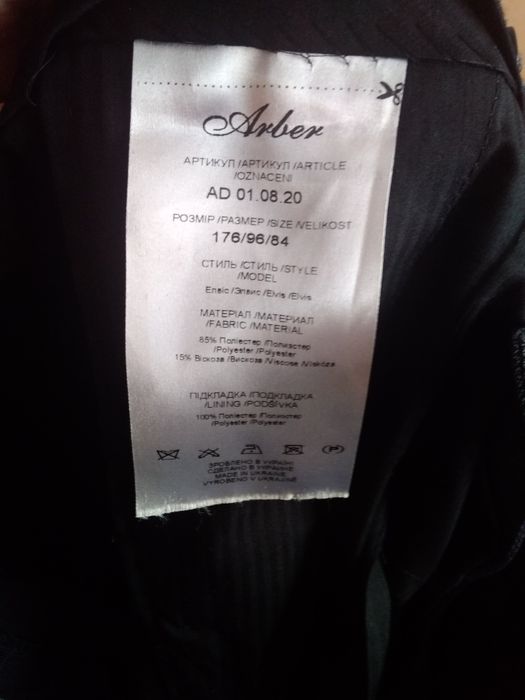 Arber
АРТИКУЛ /АРТИКУЛ /ARTICLE
/OZNACENI
AD 01.08.20
РОЗМІР /РАЗМЕР /SIZE /VELIKOST
176/96/84
СТИЛЬ /СТИЛЬ /STYLE
/MODEL
Елвіс /Элвис /Elvis /Elvis
МАТЕРІАЛ /МАТЕРИАЛ
/FABRIC /MATERIAL
85% Поліестер /Полиэстер
/Polyester /Polyester
15% Віскоза /Вискоза /Viscose /Viskóza
ПІДКЛАДКА /ПОДКЛАДКА
/LINING /PODŠÍVKA
100% Поліестер /Полиэстер
/Polyester /Polyester
P
ЗРОБЛЕНО В УКРАЇНІ
СДЕЛАНО В УКРАИНЕ
MADE IN UKRAINE
VYROBENO V UKRAJINĚ